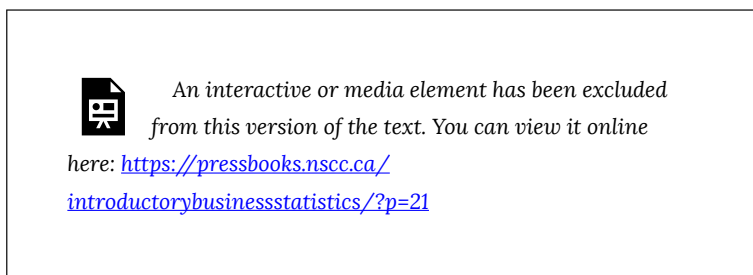 An interactive or media element has been excluded
from this version of the text. You can view it online
here: https://pressbooks.nscc.ca/
introductorybusinessstatistics/?p=21